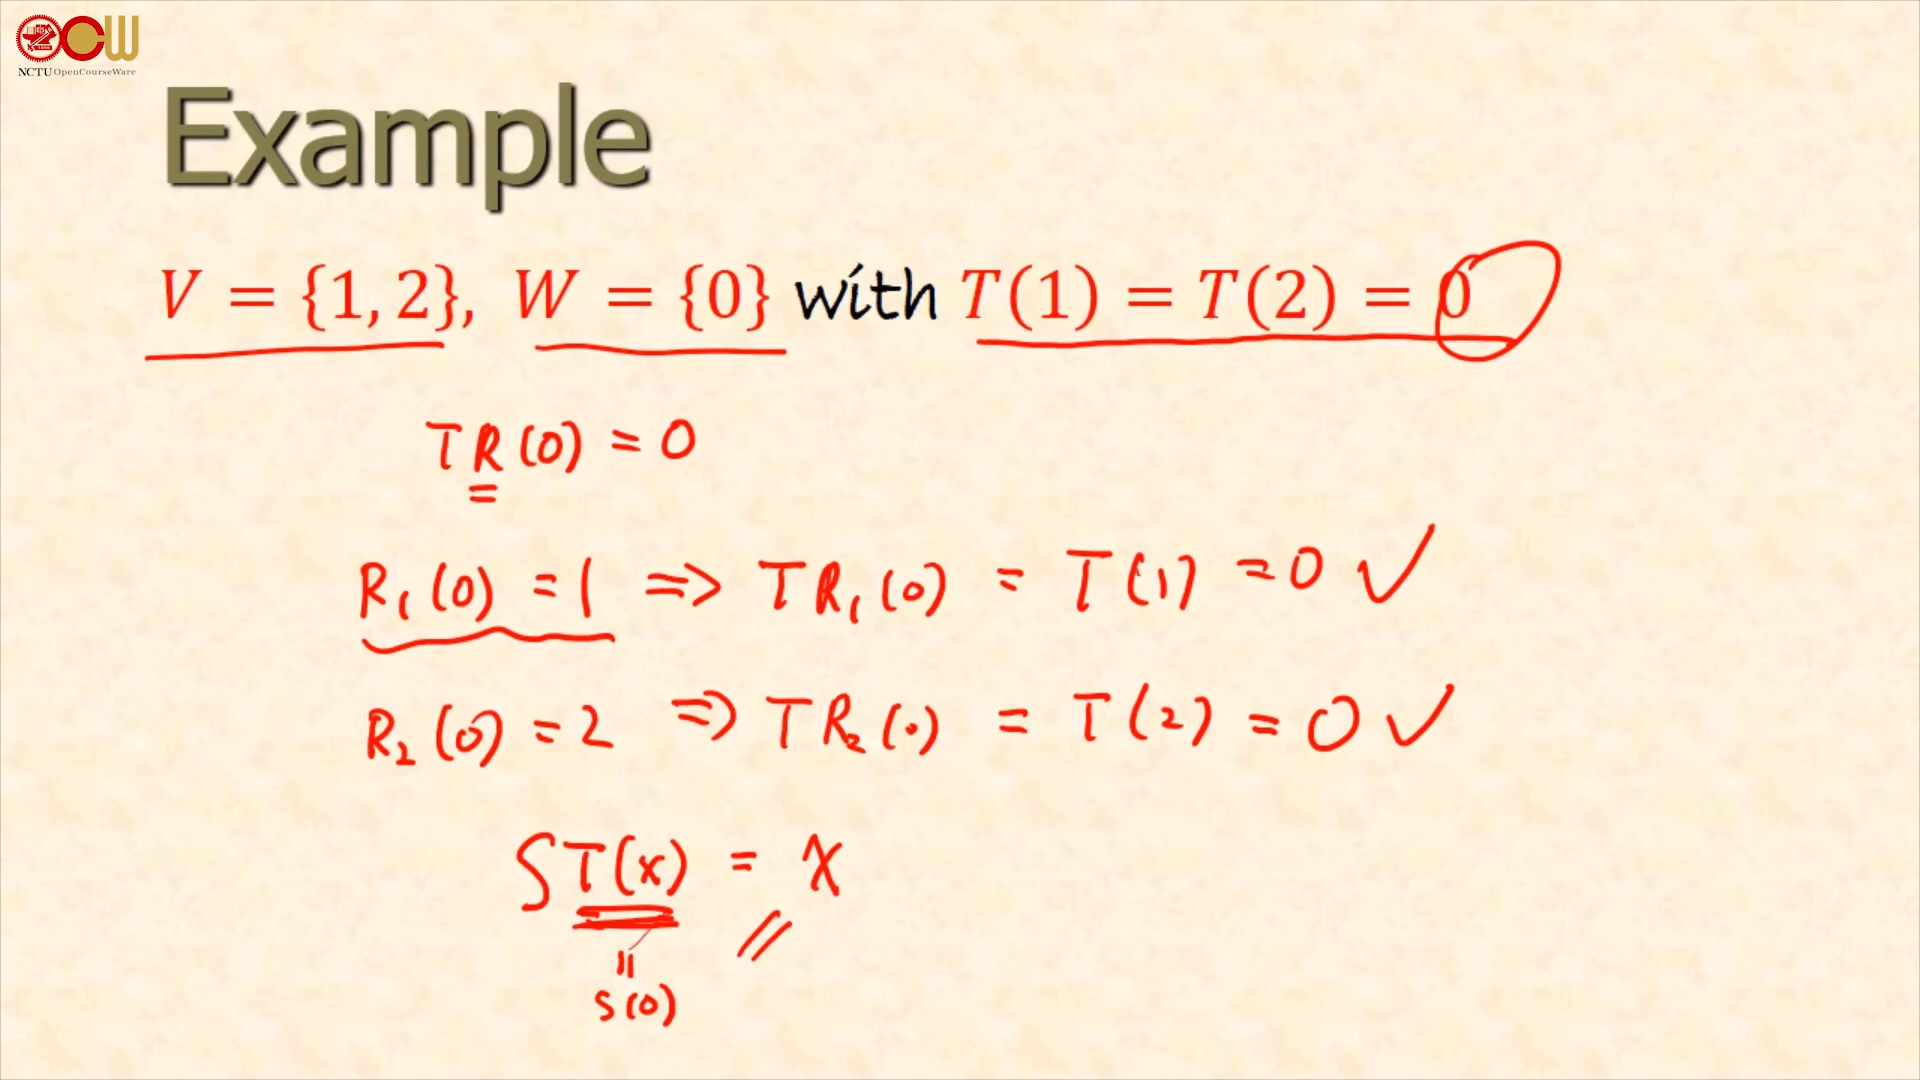 OCW
NCTU OpenCourseWare
Example
V = {1, 2}, W = {0} with T(1) = T(2) = 0
TR(0) = 0
R₁(0) = 1 ⇒ TR₁(0) = T(1) = 0 ✓
R₂(0) = 2 ⇒ TR₂(0) = T(2) = 0 ✓
ST(x) = x
S(0)